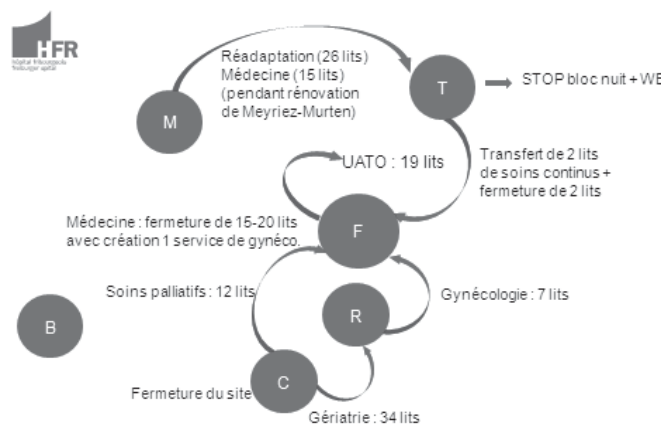 HFR
Réadaptation (26 lits)
Médecine (15 lits)
(pendant rénovation
de Meyriez-Murten)
M
T
STOP bloc nuit + WE
UATO : 19 lits
Transfert de 2 lits
de soins continus +
fermeture de 2 lits
Médecine : fermeture de 15-20 lits
avec création 1 service de gynéco.
F
Soins palliatifs : 12 lits
Gynécologie : 7 lits
B
R
Fermeture du site
C
Gériatrie : 34 lits